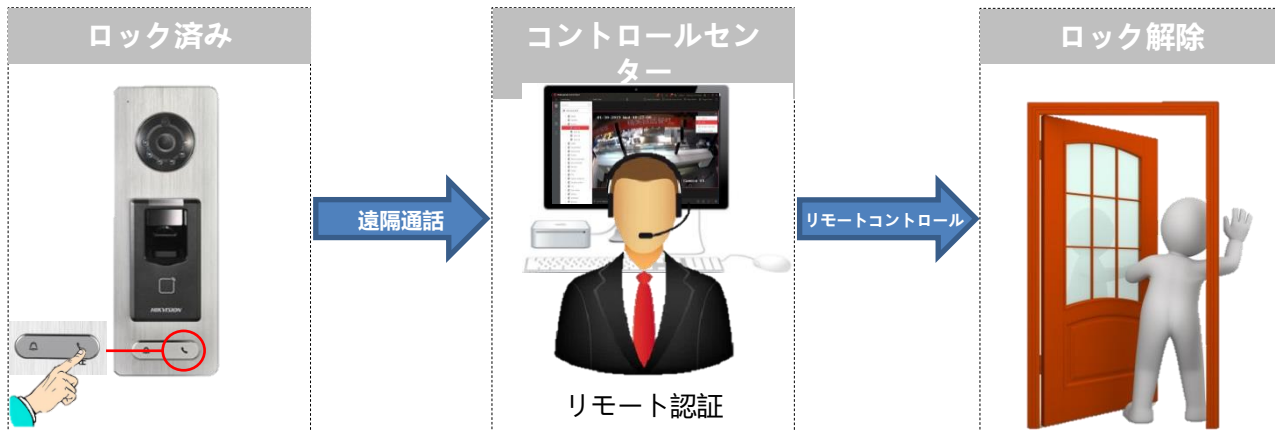 ロック済み
コントロールセン
ター
ロック解除
遠隔通話
リモートコントロール
HIKVISION
リモート認証